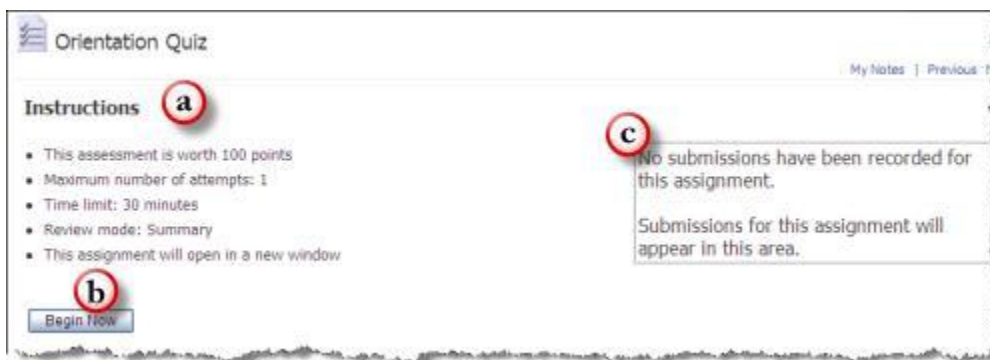 Orientation Quiz
My Notes | Previous
Instructions
a
This assessment is worth 100 points
Maximum number of attempts: 1
Time limit: 30 minutes
Review mode: Summary
This assignment will open in a new window
b
Begin Now
c
No submissions have been recorded for
this assignment.
Submissions for this assignment will
appear in this area.